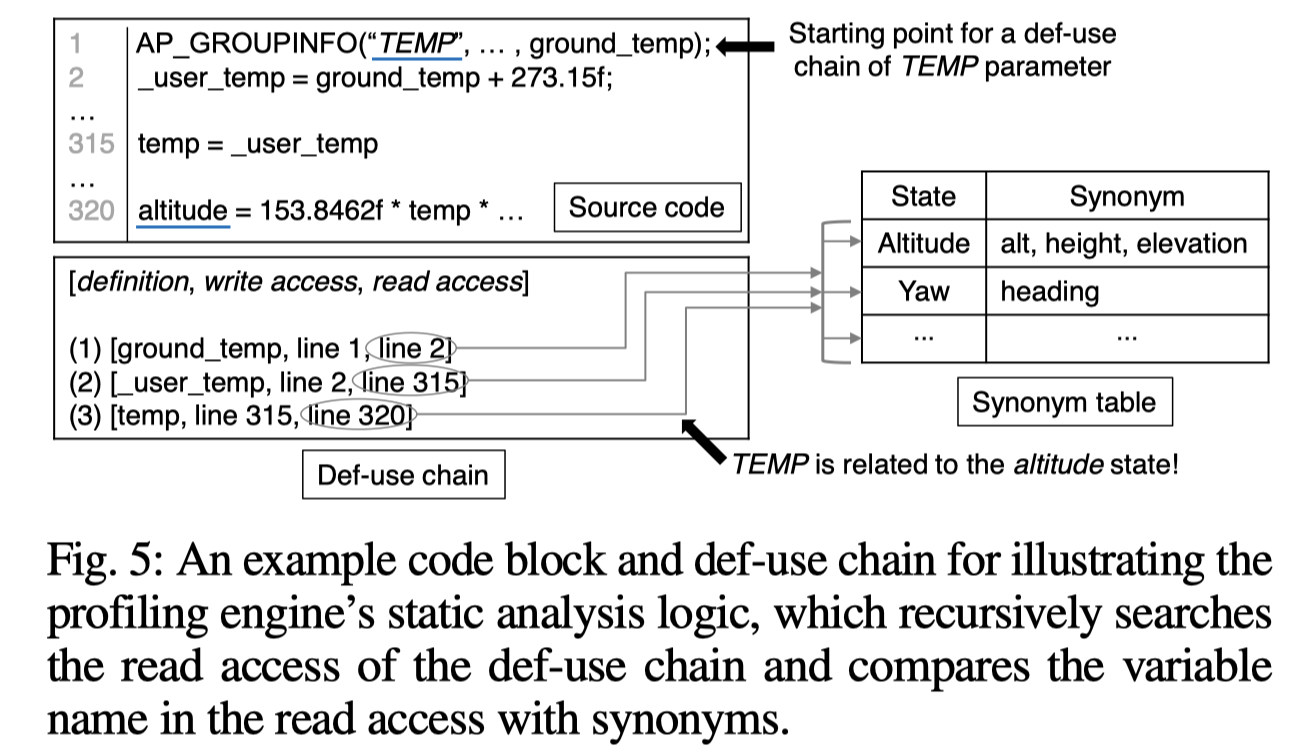 1 AP_GROUPINFO(“TEMP”, … , ground_temp);
2 _user_temp = ground_temp + 273.15f;
...
315 temp = _user_temp
...
320 altitude = 153.8462f * temp * …
Source code
Starting point for a def-use
chain of TEMP parameter
[definition, write access, read access]
(1) [ground_temp, line 1, line 2]
(2) [_user_temp, line 2, line 315]
(3) [temp, line 315, line 320]
Def-use chain
State Synonym
Altitude alt, height, elevation
Yaw heading
... ...
Synonym table
TEMP is related to the altitude state!
Fig. 5: An example code block and def-use chain for illustrating the
profiling engine’s static analysis logic, which recursively searches
the read access of the def-use chain and compares the variable
name in the read access with synonyms.